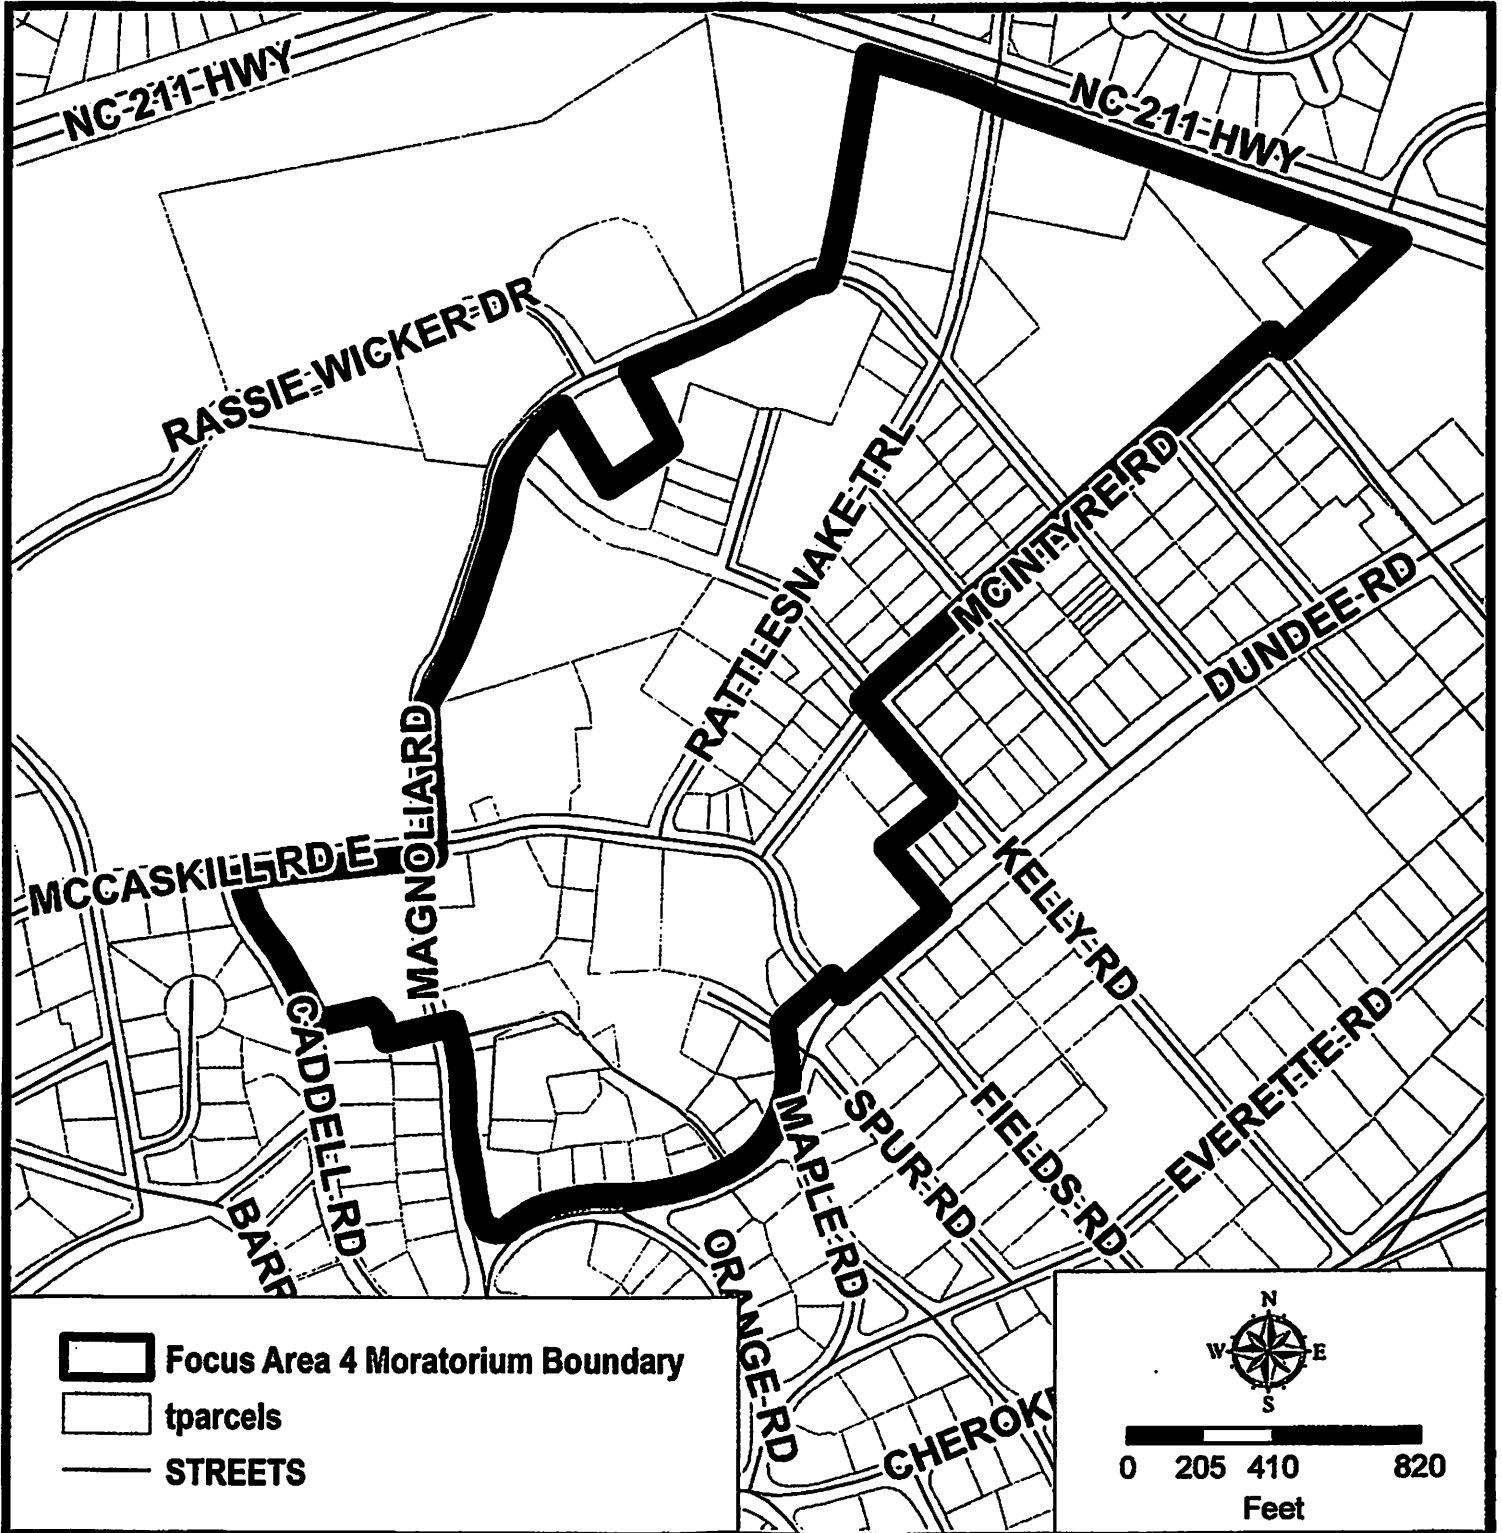 NC-211-HWY
NC-211-HWY
RASSIE-WICKER-DR
RATTLESNAKE-TRL
MCINTYRE-RD
DUNDEE-RD
MAGNOLIA-RD
MCCASKILL-RD-E
KELLY-RD
CADDELL-RD
MAPLE-RD
SPUR-RD
FIELDS-RD
EVERETTE-RD
ORANGE-RD
Focus Area 4 Moratorium Boundary
tparcels
STREETS
N
W E
S
0 205 410 820
Feet